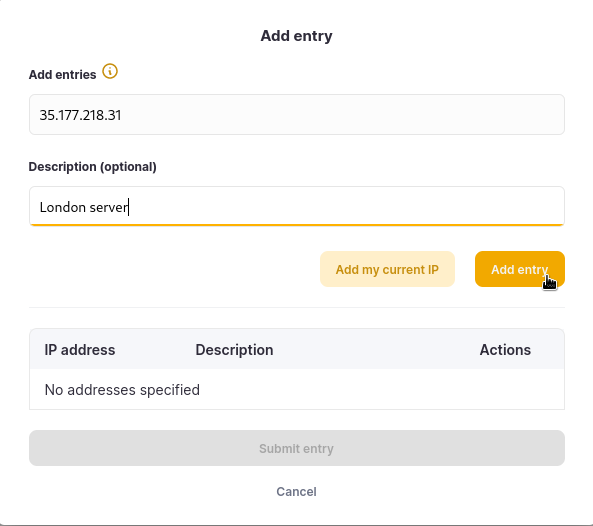 Add entry
Add entries
35.177.218.31
Description (optional)
London server
Add my current IP
Add entry
IP address Description Actions
No addresses specified
Submit entry
Cancel